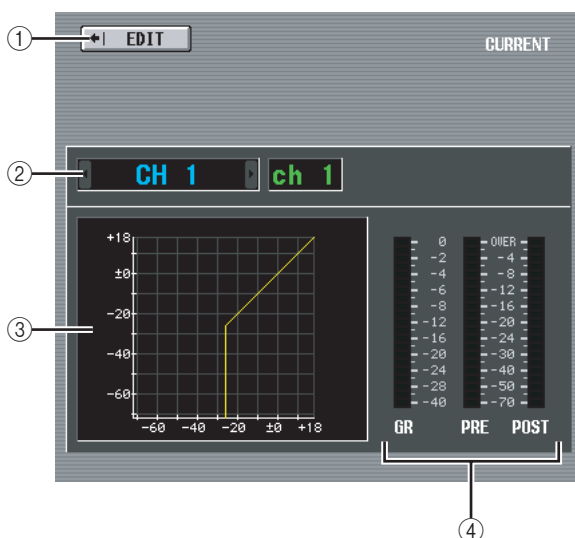 ① EDIT
CURRENT
② CH 1 ch 1
③
+18
±0
-20
-40
-60
-60 -40 -20 ±0 +18
0 OVER
-2 -4
-4 -8
-6 -12
-8 -16
-12 -20
-16 -24
-20 -30
-24 -40
-28 -50
-40 -70
GR PRE POST
④